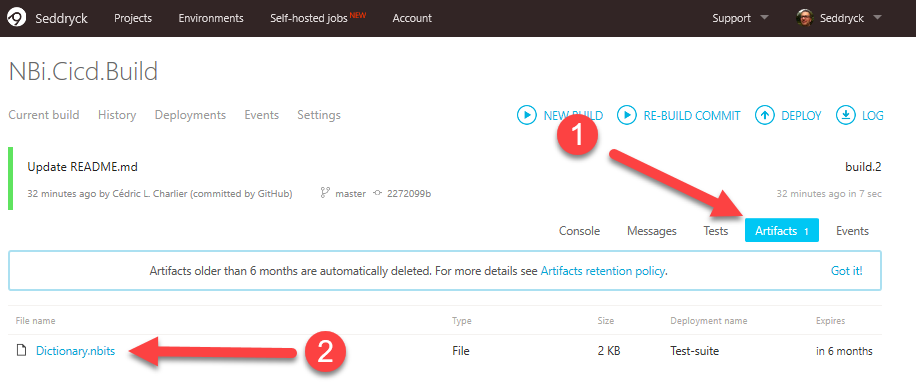 Seddryck Projects Environments Self-hosted jobs NEW Account Support Seddryck
NBi.Cicd.Build
Current build History Deployments Events Settings NEW BUILD RE-BUILD COMMIT DEPLOY LOG
1
Update README.md build.2
32 minutes ago by Cédric L. Charlier (committed by GitHub) master 2272099b 32 minutes ago in 7 sec
Console Messages Tests Artifacts 1 Events
Artifacts older than 6 months are automatically deleted. For more details see Artifacts retention policy. Got it!
File name Type Size Deployment name Expires
Dictionary.nbits 2 File 2 KB Test-suite in 6 months